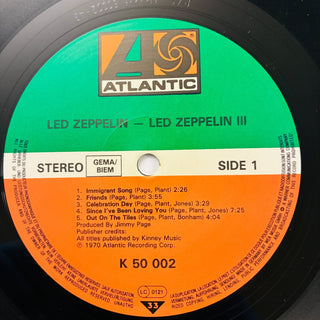 ATLANTIC
LED ZEPPELIN — LED ZEPPELIN III
STEREO GEMA/ BIEM SIDE 1
1. Immigrant Song (Page, Plant) 2:26
2. Friends (Page, Plant) 3:54
3. Celebration Day (Page, Plant, Jones) 3:29
4. Since I've Been Loving You (Page, Plant, Jones) 7:23
5. Out On The Tiles (Page, Plant, Bonham) 4:04
Produced by Jimmy Page
Publisher credits:
All titles published by Kinney Music
Ⓟ 1970 Atlantic Recording Corp.
K 50 002
LC 0121
33